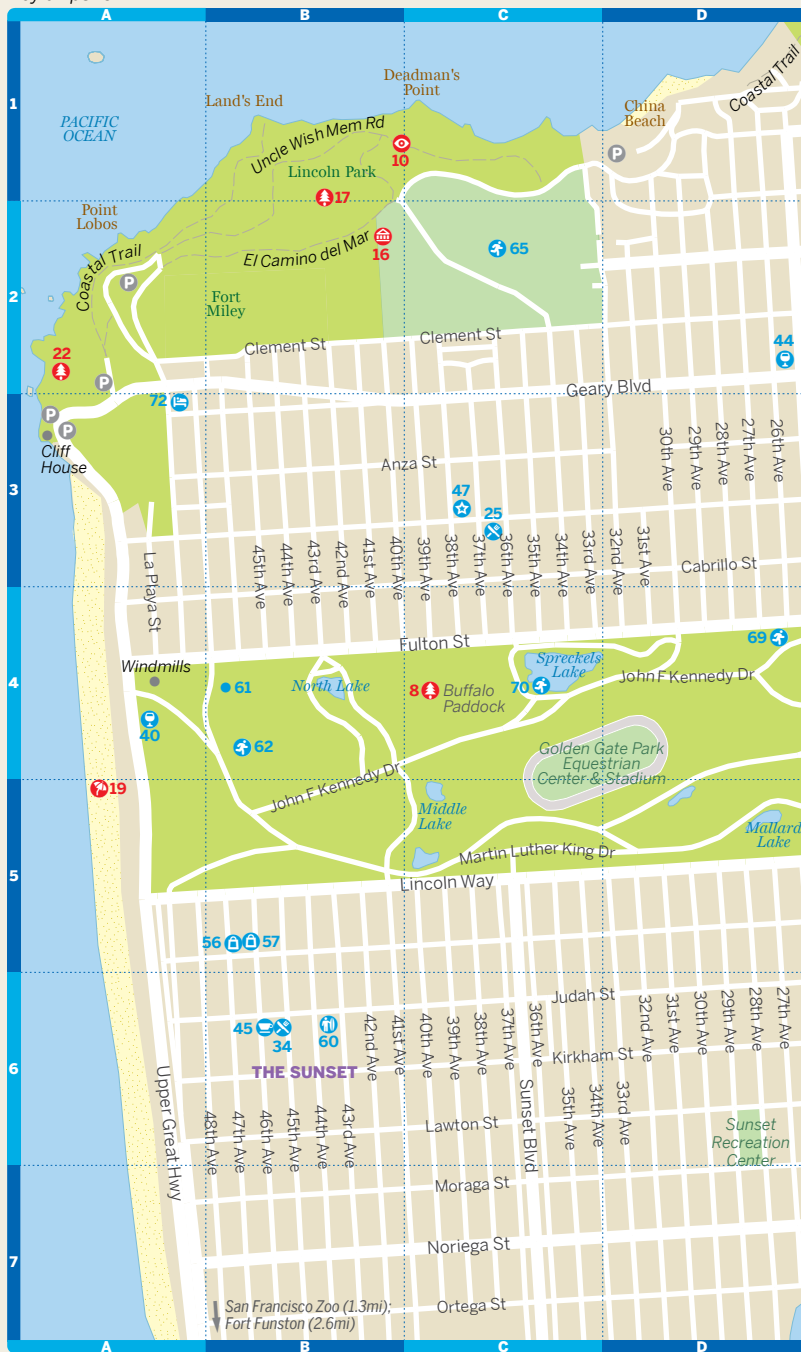 A
B
C
D
1
Deadman's
Point
Land's End
China
Beach
Coastal Trail
PACIFIC
OCEAN
Uncle Wish Mem Rd
10
Lincoln Park
17
Point
Lobos
16
El Camino del Mar
65
Coastal Trail
2
Fort
Miley
Clement St
Clement St
22
44
72
Geary Blvd
Cliff
House
Anza St
30th Ave
29th Ave
28th Ave
27th Ave
26th Ave
3
47
25
La Playa St
45th Ave
44th Ave
43rd Ave
42nd Ave
41st Ave
40th Ave
39th Ave
38th Ave
37th Ave
36th Ave
35th Ave
34th Ave
33rd Ave
32nd Ave
31st Ave
Cabrillo St
Fulton St
69
Windmills
4
61
North Lake
8
Buffalo
Paddock
70
Spreckels
Lake
John F Kennedy Dr
40
62
Golden Gate Park
Equestrian
Center & Stadium
19
John F Kennedy Dr
Middle
Lake
Mallard
Lake
Martin Luther King Dr
5
Lincoln Way
56
57
Judah St
45
34
60
42nd Ave
41st Ave
40th Ave
39th Ave
38th Ave
37th Ave
36th Ave
32nd Ave
31st Ave
30th Ave
29th Ave
28th Ave
27th Ave
Kirkham St
6
THE SUNSET
Upper Great Hwy
48th Ave
47th Ave
46th Ave
45th Ave
44th Ave
43rd Ave
Lawton St
Sunset Blvd
35th Ave
34th Ave
33rd Ave
Sunset
Recreation
Center
Moraga St
Noriega St
7
San Francisco Zoo (1.3mi);
Fort Funston (2.6mi)
Ortega St
A
B
C
D
P
P
P
P
P